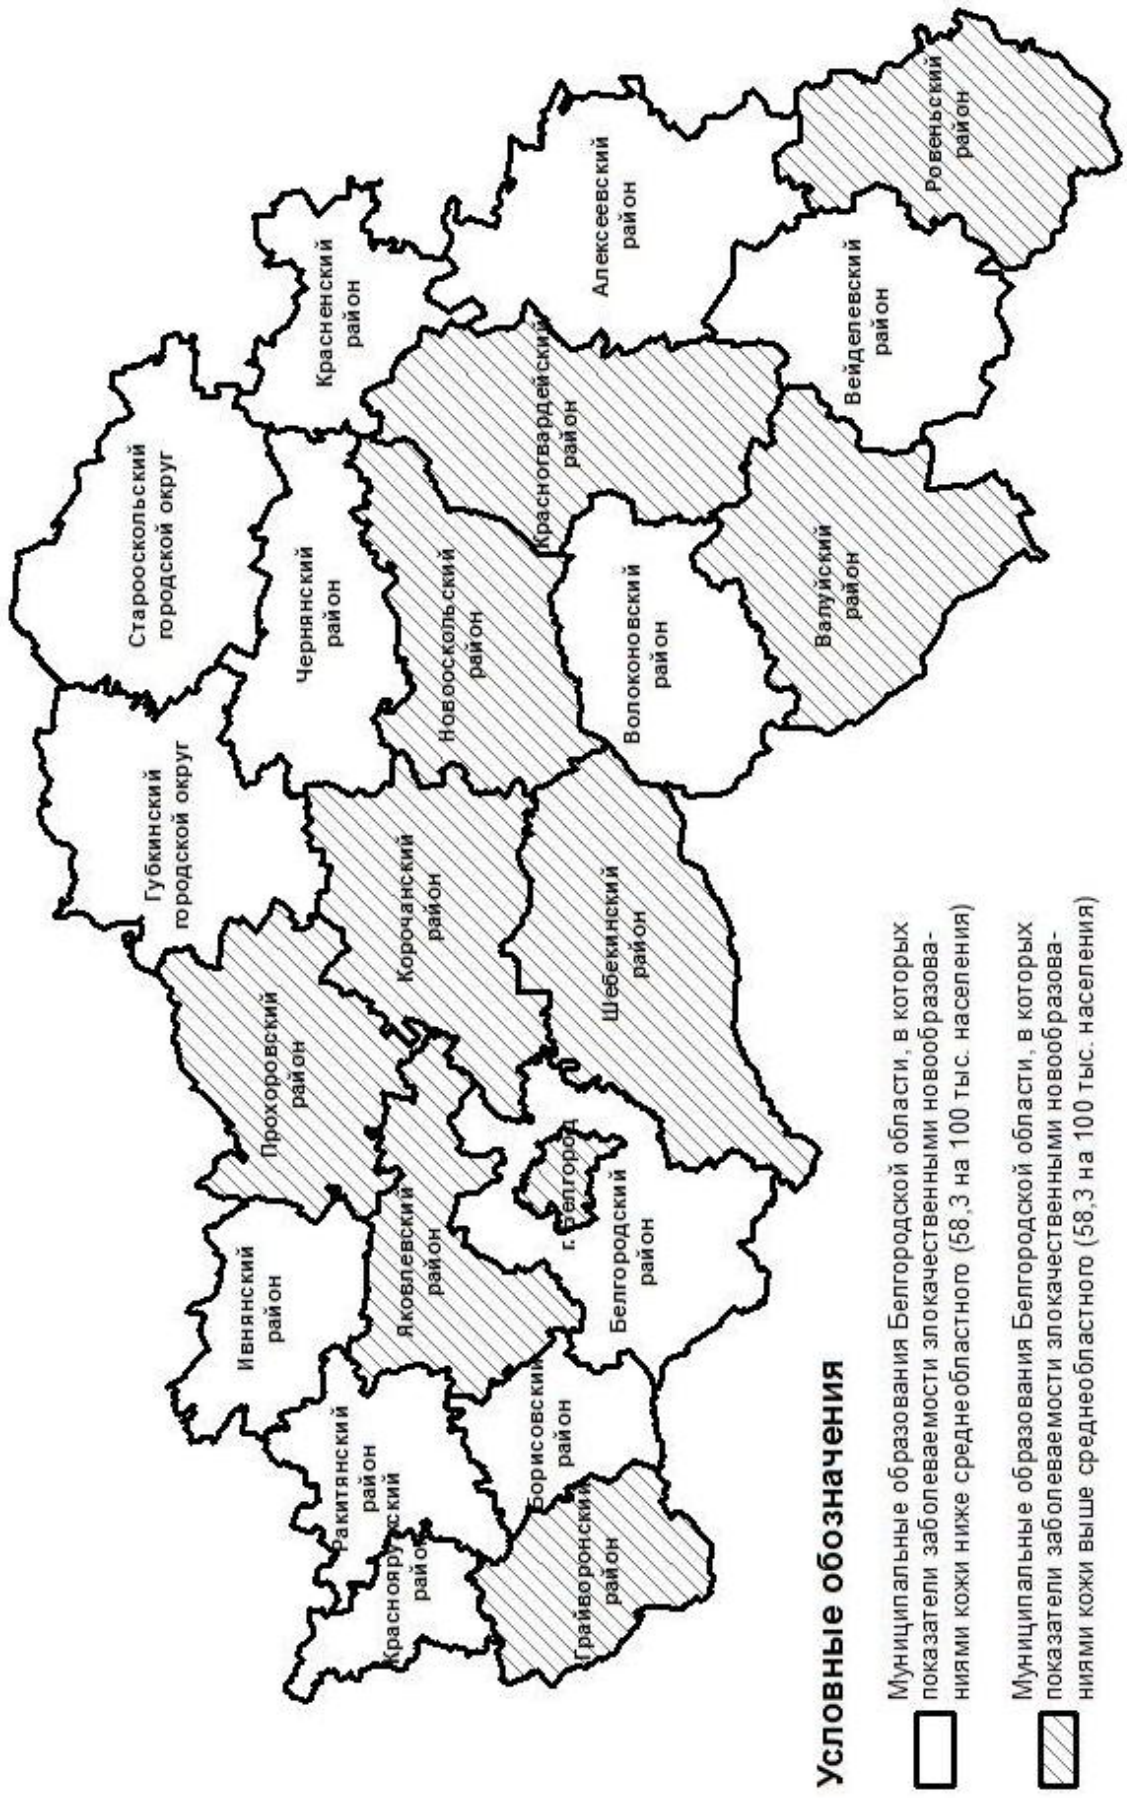 Старооскольский
городской округ
Губкинский
городской округ
Красненский
район
Чернянский
район
Прохоровский
район
Ивнянский
район
Корочанский
район
Новооскольский
район
Красногвардейский
район
Алексеевский
район
Ракитянский
район
Краснояружский
район
Яковлевский
район
Борисовский
район
Грайворонский
район
г. Белгород
Белгородский
район
Шебекинский
район
Волоконовский
район
Валуйский
район
Вейделевский
район
Ровеньский
район
Условные обозначения
Муниципальные образования Белгородской области, в которых
показатели заболеваемости злокачественными новообразова-
ниями кожи ниже среднеобластного (58,3 на 100 тыс. населения)
Муниципальные образования Белгородской области, в которых
показатели заболеваемости злокачественными новообразова-
ниями кожи выше среднеобластного (58,3 на 100 тыс. населения)